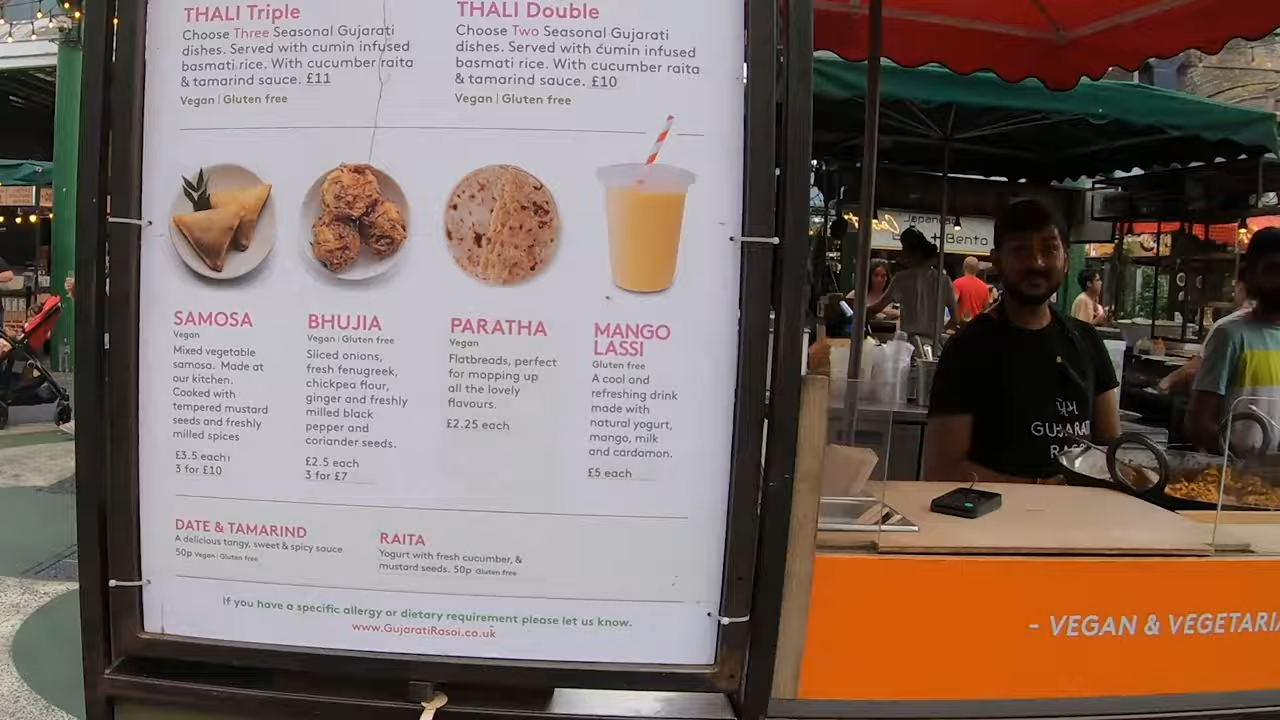 THALI Triple
Choose Three Seasonal Gujarati
dishes. Served with cumin infused
basmati rice. With cucumber raita
& tamarind sauce. £11
Vegan | Gluten free
THALI Double
Choose Two Seasonal Gujarati
dishes. Served with cumin infused
basmati rice. With cucumber raita
& tamarind sauce. £10
Vegan | Gluten free
SAMOSA
Vegan
Mixed vegetable
samosa. Made at
our kitchen.
Cooked with
tempered mustard
seeds and freshly
milled spices
£3.5 each
3 for £10
BHUJIA
Vegan | Gluten free
Sliced onions,
fresh fenugreek,
chickpea flour,
ginger and freshly
milled black
pepper and
coriander seeds.
£2.5 each
3 for £7
PARATHA
Vegan
Flatbreads, perfect
for mopping up
all the lovely
flavours.
£2.25 each
MANGO
LASSI
Gluten free
A cool and
refreshing drink
made with
natural yogurt,
mango, milk
and cardamon.
£5 each
DATE & TAMARIND
A delicious tangy, sweet & spicy sauce
50p Vegan | Gluten free
RAITA
Yogurt with fresh cucumber, &
mustard seeds. 50p Gluten free
If you have a specific allergy or dietary requirement please let us know.
www.GujaratiRasoi.co.uk
Bento
GUJARATI
- VEGAN & VEGETARIA